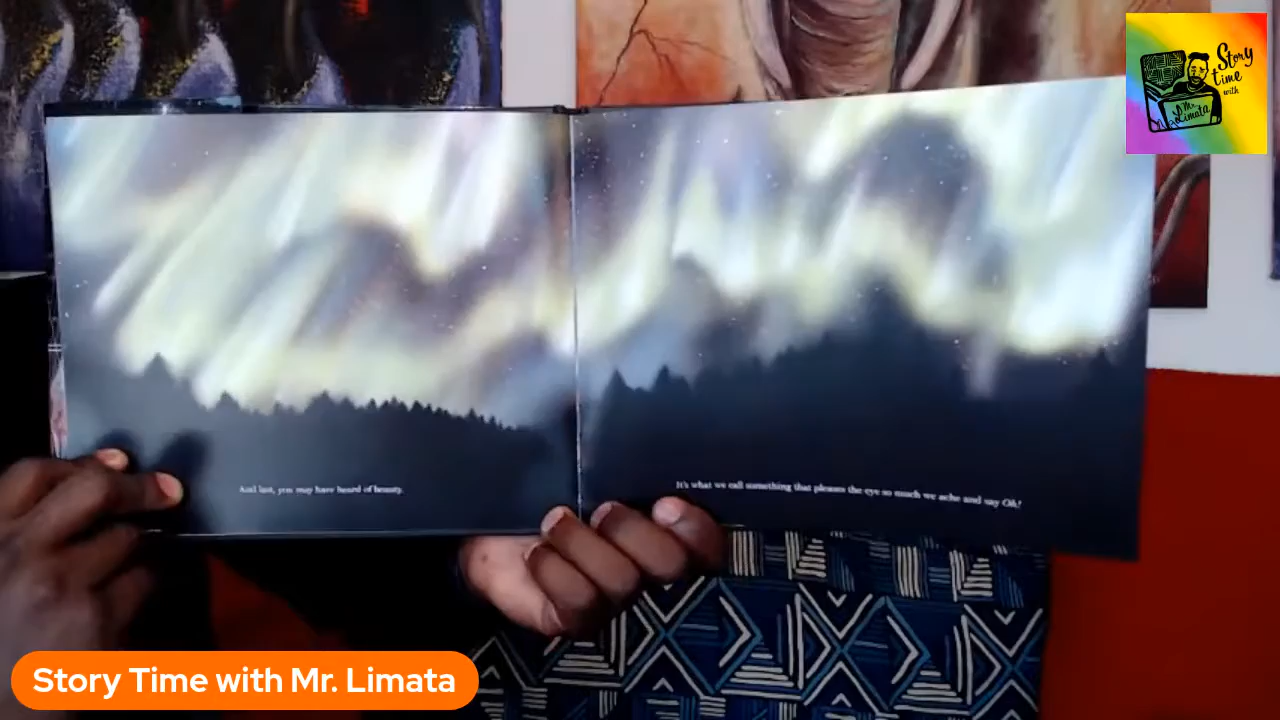 Story
time
with
Mr.
Limata
And last, you may have heard of beauty.
It's what we call something that pleases the eye so much we ache and say Oh!
Story Time with Mr. Limata